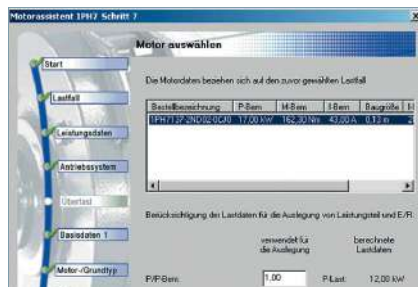 Motorassistent 1PH7 Schritt 7
Motor auswählen
Start
Lastfall
Leistungsdaten
Antriebssystem
Überlast
Basisdaten 1
Motor-/Grundtyp
Die Motordaten beziehen sich auf den zuvor gewählten Lastfall
Bestellbezeichnung P-Bem M-Bem I-Bem Baugröße H-
1PH7137-2ND02-0CJ0 17,00 kW 162,30 Nm 43,00 A 0,13 m 2
Berücksichtigung der Lastdaten für die Auslegung von Leistungsteil und E/R
verwendet für die Auslegung
berechnete Lastdaten
P/P-Bem: 1,00 P-Last: 12,00 kW